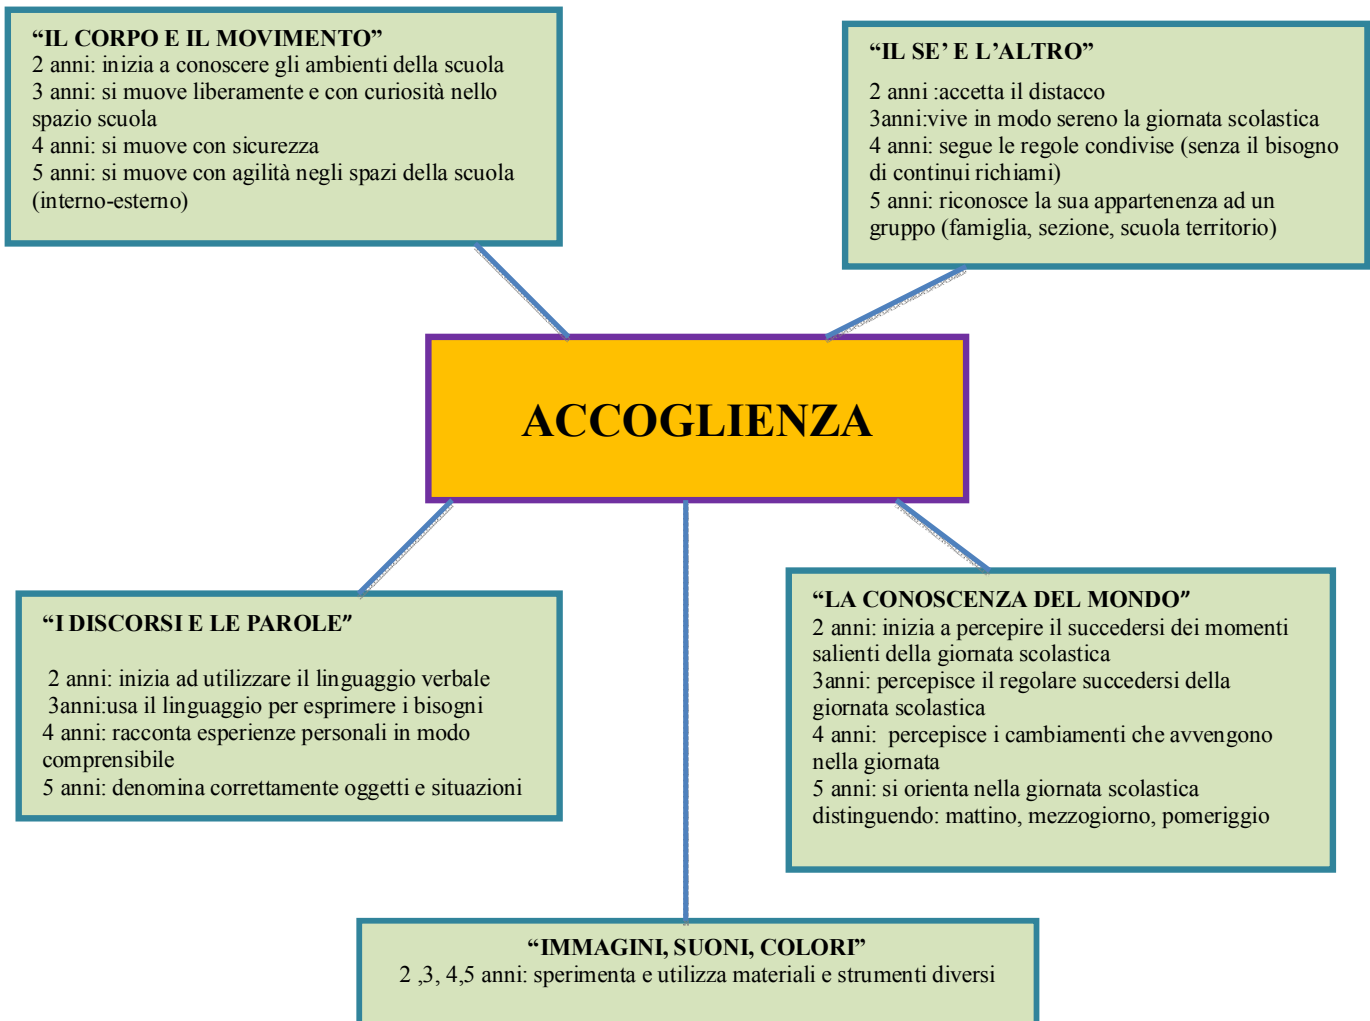 “IL CORPO E IL MOVIMENTO”
2 anni: inizia a conoscere gli ambienti della scuola
3 anni: si muove liberamente e con curiosità nello
spazio scuola
4 anni: si muove con sicurezza
5 anni: si muove con agilità negli spazi della scuola
(interno-esterno)
“IL SE’ E L’ALTRO”
2 anni :accetta il distacco
3anni:vive in modo sereno la giornata scolastica
4 anni: segue le regole condivise (senza il bisogno
di continui richiami)
5 anni: riconosce la sua appartenenza ad un
gruppo (famiglia, sezione, scuola territorio)
ACCOGLIENZA
“I DISCORSI E LE PAROLE”
2 anni: inizia ad utilizzare il linguaggio verbale
3anni:usa il linguaggio per esprimere i bisogni
4 anni: racconta esperienze personali in modo
comprensibile
5 anni: denomina correttamente oggetti e situazioni
“LA CONOSCENZA DEL MONDO”
2 anni: inizia a percepire il succedersi dei momenti
salienti della giornata scolastica
3anni: percepisce il regolare succedersi della
giornata scolastica
4 anni:  percepisce i cambiamenti che avvengono
nella giornata
5 anni: si orienta nella giornata scolastica
distinguendo: mattino, mezzogiorno, pomeriggio
“IMMAGINI, SUONI, COLORI”
2 ,3, 4,5 anni: sperimenta e utilizza materiali e strumenti diversi